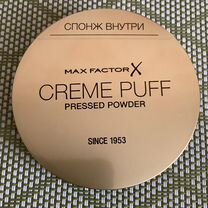 СПОНЖ ВНУТРИ
MAX FACTOR X
CREME PUFF
PRESSED POWDER
SINCE 1953